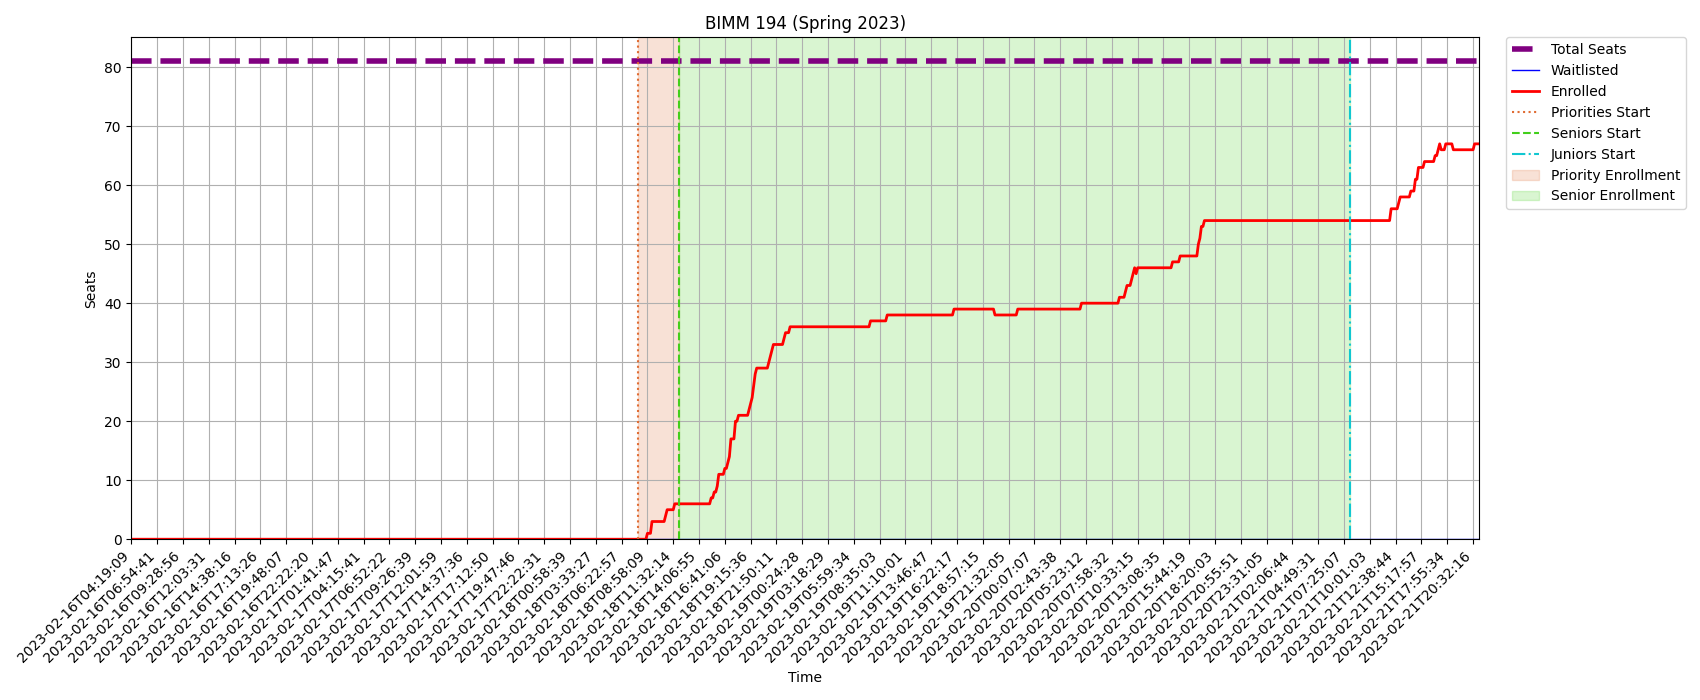 BIMM 194 (Spring 2023)
Total Seats
Waitlisted
Enrolled
Priorities Start
Seniors Start
Juniors Start
Priority Enrollment
Senior Enrollment
Seats
80
70
60
50
40
30
20
10
0
2023-02-16T04:19:09
2023-02-16T06:54:41
2023-02-16T09:28:56
2023-02-16T12:03:31
2023-02-16T14:38:16
2023-02-16T17:13:26
2023-02-16T19:48:07
2023-02-16T22:22:20
2023-02-17T01:41:47
2023-02-17T04:15:41
2023-02-17T06:52:22
2023-02-17T09:26:39
2023-02-17T12:01:59
2023-02-17T14:37:36
2023-02-17T17:12:50
2023-02-17T19:47:46
2023-02-17T22:22:31
2023-02-18T00:58:39
2023-02-18T03:33:27
2023-02-18T06:22:57
2023-02-18T08:58:09
2023-02-18T11:32:14
2023-02-18T14:06:55
2023-02-18T16:41:06
2023-02-18T19:15:36
2023-02-18T21:50:11
2023-02-19T00:24:28
2023-02-19T03:18:29
2023-02-19T05:59:34
2023-02-19T08:35:03
2023-02-19T11:10:01
2023-02-19T13:46:47
2023-02-19T16:22:17
2023-02-19T18:57:15
2023-02-19T21:32:05
2023-02-20T00:07:07
2023-02-20T02:43:38
2023-02-20T05:23:12
2023-02-20T07:58:32
2023-02-20T10:33:15
2023-02-20T13:08:35
2023-02-20T15:44:19
2023-02-20T18:20:03
2023-02-20T20:55:51
2023-02-20T23:31:05
2023-02-21T02:06:44
2023-02-21T04:49:31
2023-02-21T07:25:07
2023-02-21T10:01:03
2023-02-21T12:38:44
2023-02-21T15:17:57
2023-02-21T17:55:34
2023-02-21T20:32:16
Time